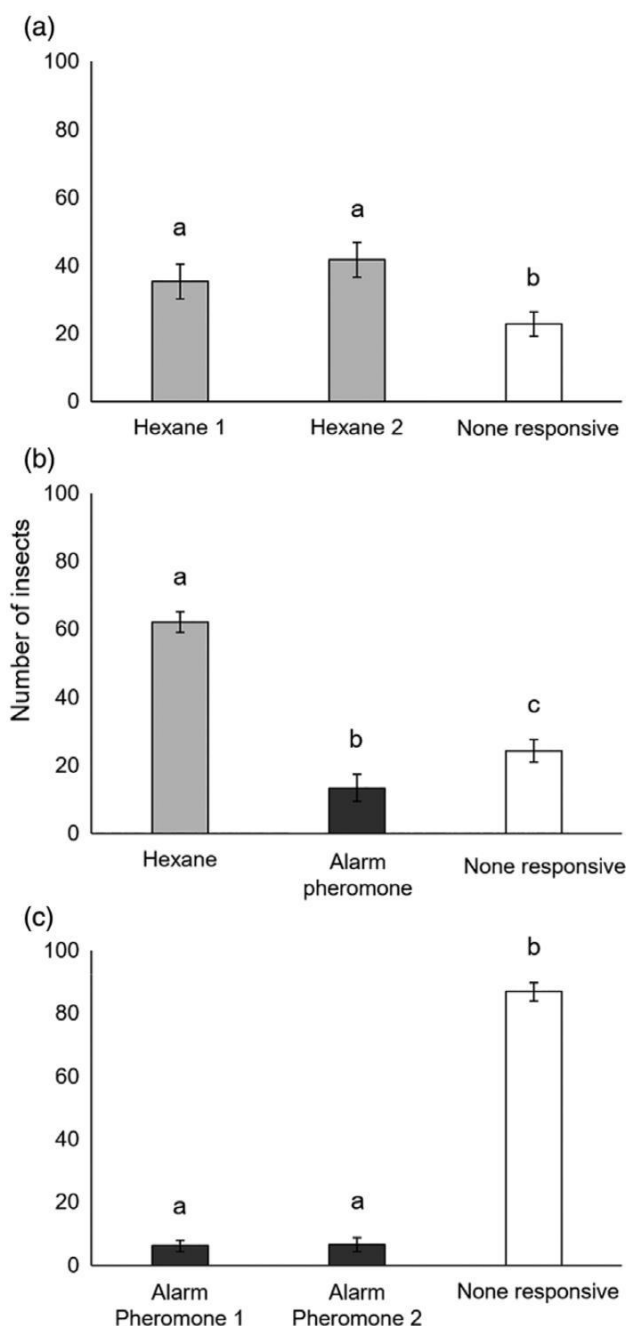 (a)
100
80
60
40
20
0
a
a
b
Hexane 1 Hexane 2 None responsive
(b)
Number of insects
100
80
60
40
20
0
a
b
c
Hexane Alarm pheromone None responsive
(c)
100
80
60
40
20
0
a
a
b
Alarm Pheromone 1 Alarm Pheromone 2 None responsive